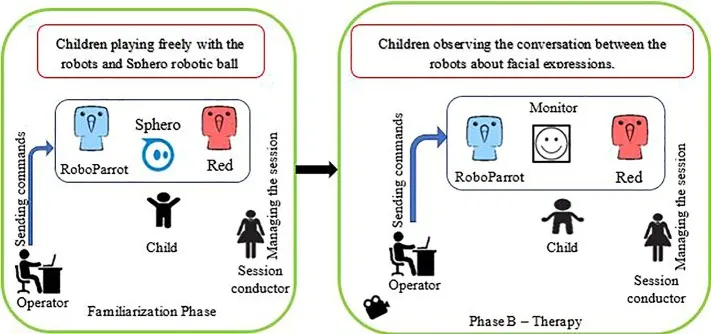 Children playing freely with the
robots and Sphero robotic ball
Sending commands
RoboParrot
Sphero
Red
Managing the session
Child
Operator
Session
conductor
Familiarization Phase
Children observing the conversation between the
robots about facial expressions.
Sending commands
RoboParrot
Monitor
Red
Managing the session
Child
Operator
Session
conductor
Phase B – Therapy